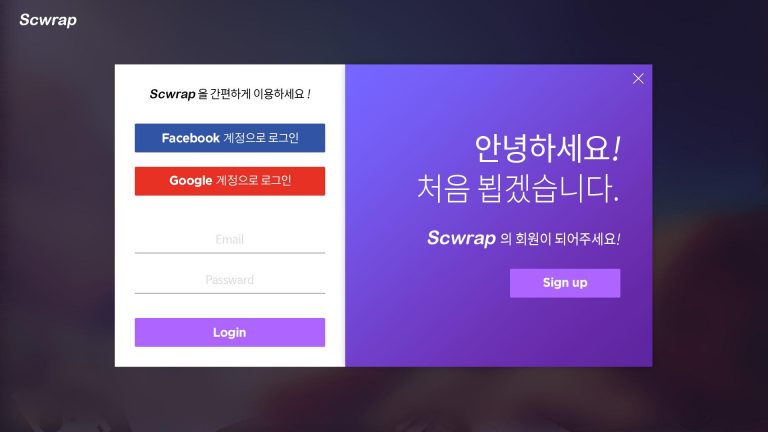 Scwrap
Scwrap 을 간편하게 이용하세요 !
Facebook 계정으로 로그인
Google 계정으로 로그인
Email
Password
Login
안녕하세요!
처음 뵙겠습니다.
Scwrap 의 회원이 되어주세요!
Sign up